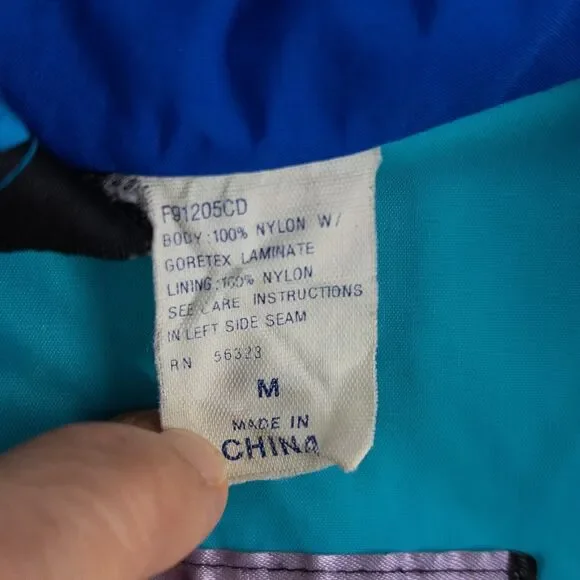 F91205CD
BODY:100% NYLON W/
GORETEX LAMINATE
LINING:100% NYLON
SEE CARE INSTRUCTIONS
IN LEFT SIDE SEAM
RN 56323
M
MADE IN
CHINA